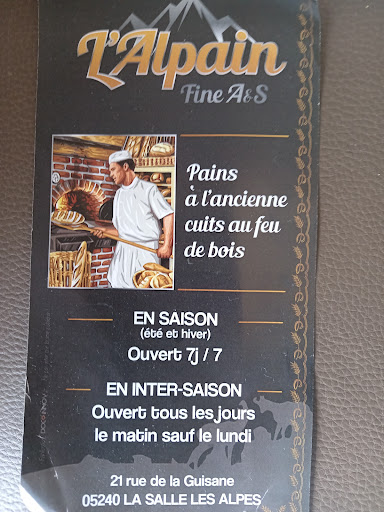 L'Alpain
Fine A&S
Pains
à l'ancienne
cuits au feu
de bois
EN SAISON
(été et hiver)
Ouvert 7j / 7
EN INTER-SAISON
Ouvert tous les jours
le matin sauf le lundi
21 rue de la Guisane
05240 LA SALLE LES ALPES